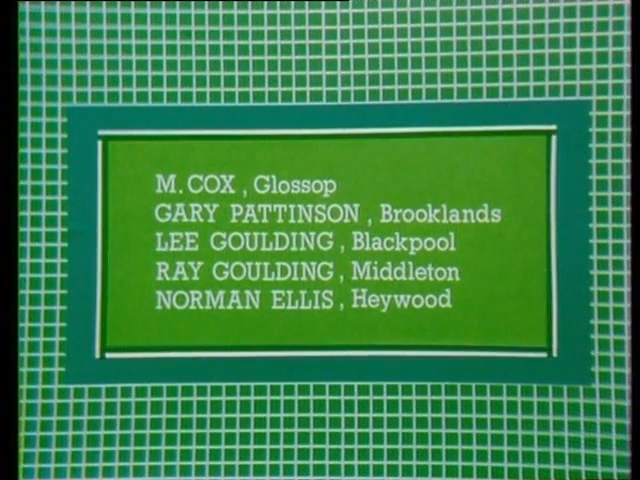 M. COX , Glossop
GARY PATTINSON , Brooklands
LEE GOULDING , Blackpool
RAY GOULDING , Middleton
NORMAN ELLIS , Heywood